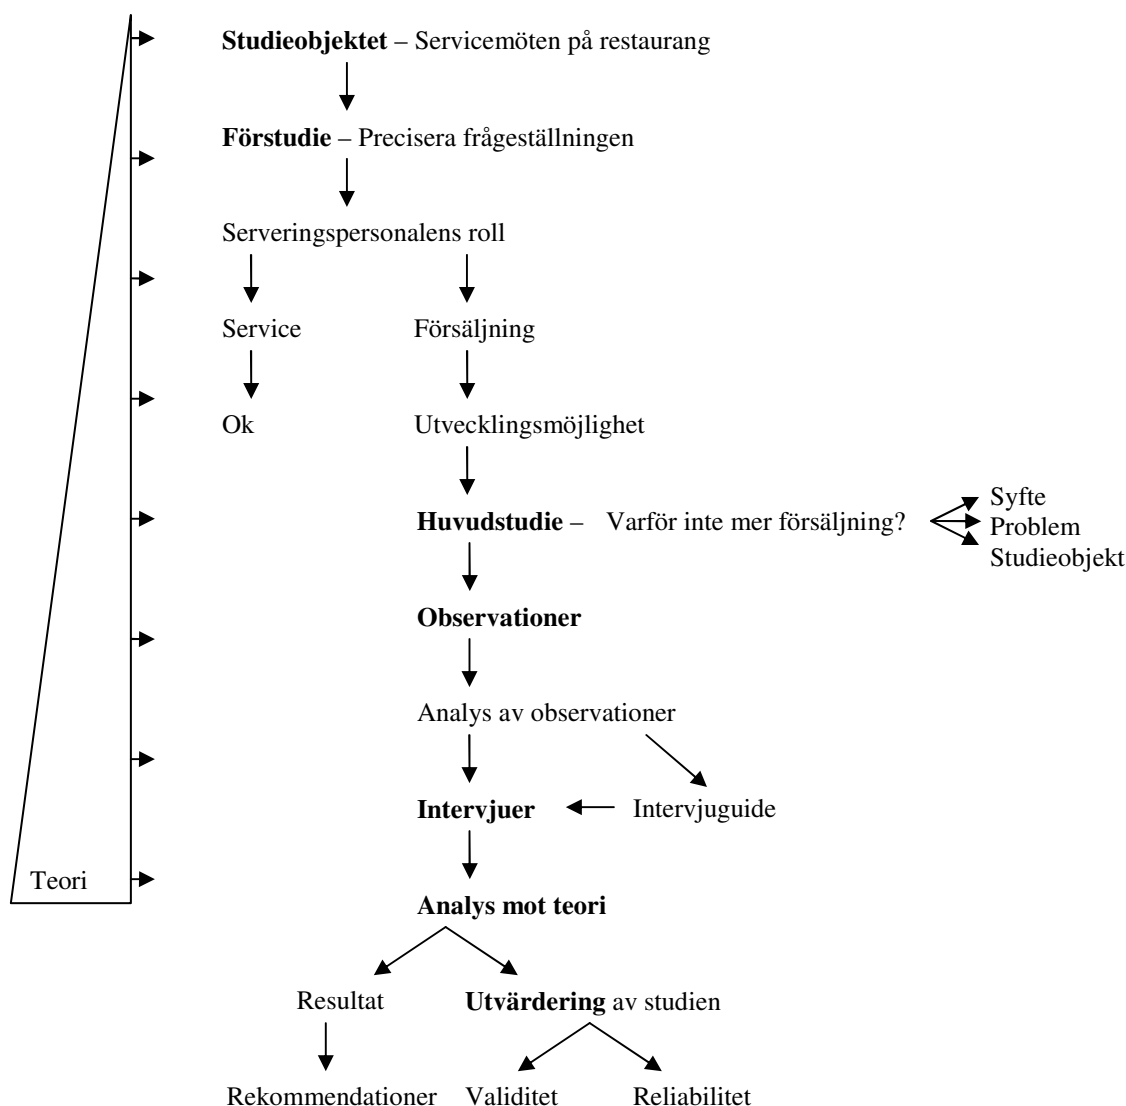 Studieobjektet – Servicemöten på restaurang
Förstudie – Precisera frågeställningen
Serveringspersonalens roll
Service
Försäljning
Ok
Utvecklingsmöjlighet
Huvudstudie – Varför inte mer försäljning?
Syfte
Problem
Studieobjekt
Observationer
Analys av observationer
Intervjuer
Intervjuguide
Teori
Analys mot teori
Resultat
Utvärdering av studien
Rekommendationer
Validitet
Reliabilitet